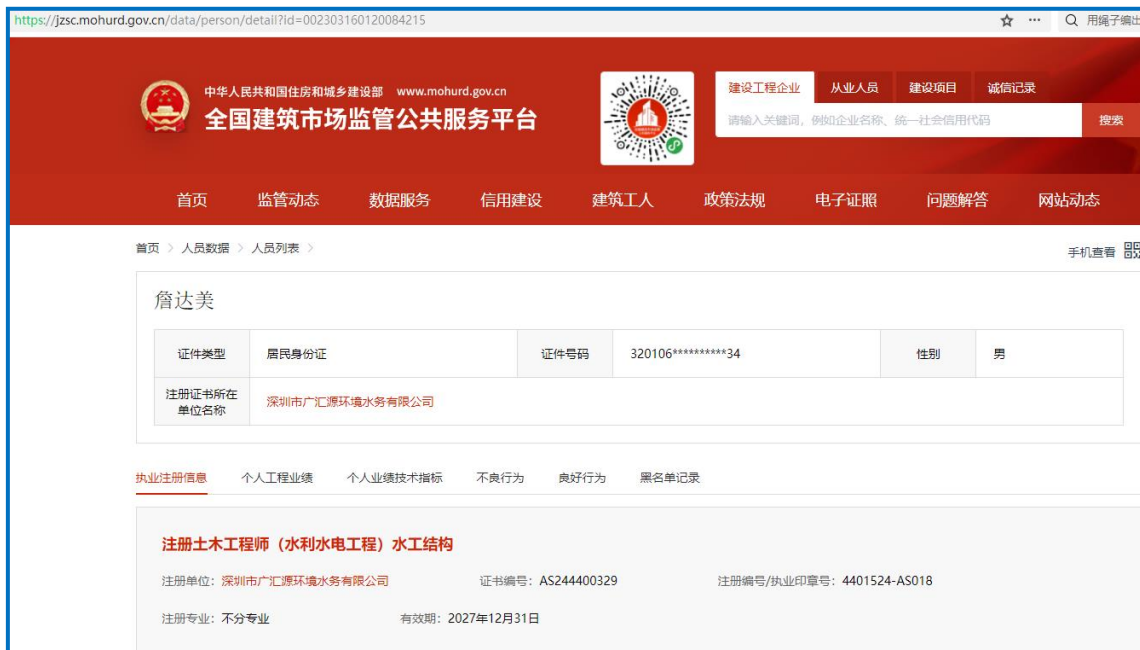 https://jzsc.mohurd.gov.cn/data/person/detail?id=002303160120084215
用绳子编出
中华人民共和国住房和城乡建设部 www.mohurd.gov.cn
全国建筑市场监管公共服务平台
建设工程企业 从业人员 建设项目 诚信记录
请输入关键词，例如企业名称、统一社会信用代码 搜索
首页 监管动态 数据服务 信用建设 建筑工人 政策法规 电子证照 问题解答 网站动态
首页 > 人员数据 > 人员列表 >
手机查看
詹达美
证件类型 居民身份证 证件号码 320106**********34 性别 男
注册证书所在
单位名称
深圳市广汇源环境水务有限公司
执业注册信息 个人工程业绩 个人业绩技术指标 不良行为 良好行为 黑名单记录
注册土木工程师（水利水电工程）水工结构
注册单位：深圳市广汇源环境水务有限公司 证书编号：AS244400329 注册编号/执业印章号：4401524-AS018
注册专业：不分专业 有效期：2027年12月31日